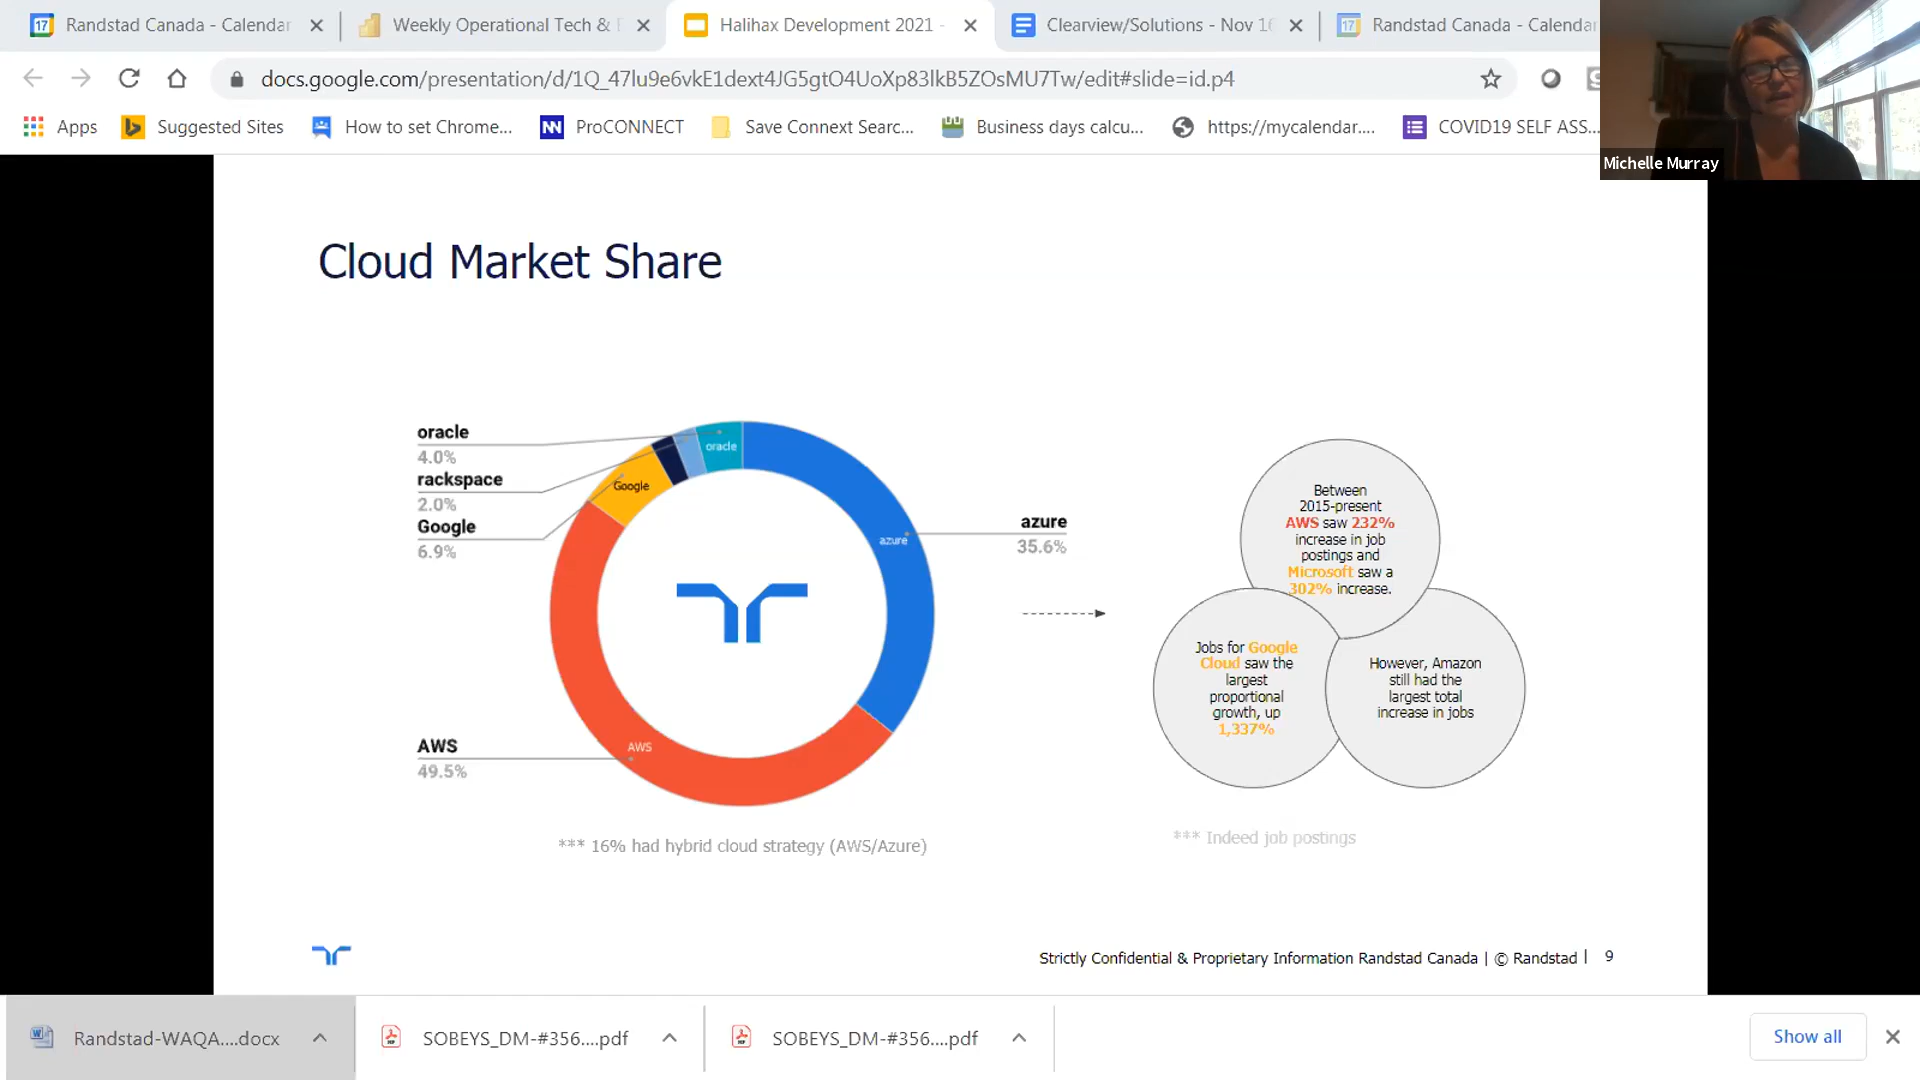 Randstad Canada - Calendar
Weekly Operational Tech &
Halihax Development 2021 -
Clearview/Solutions - Nov 16
Randstad Canada - Calendar
docs.google.com/presentation/d/1Q_47lu9e6vkE1dext4JG5gtO4UoXp83lkB5ZOsMU7Tw/edit#slide=id.p4
Apps
Suggested Sites
How to set Chrome...
ProCONNECT
Save Connext Searc...
Business days calcu...
https://mycalendar....
COVID19 SELF ASS...
Michelle Murray
Cloud Market Share
oracle
4.0%
rackspace
2.0%
Google
6.9%
AWS
49.5%
oracle
Google
azure
AWS
azure
35.6%
*** 16% had hybrid cloud strategy (AWS/Azure)
Between
2015-present
AWS saw 232%
increase in job
postings and
Microsoft saw a
302% increase.
Jobs for Google
Cloud saw the
largest
proportional
growth, up
1,337%
However, Amazon
still had the
largest total
increase in jobs
*** Indeed job postings
Strictly Confidential & Proprietary Information Randstad Canada | © Randstad | 9
Randstad-WAQA....docx
SOBEYS_DM-#356....pdf
SOBEYS_DM-#356....pdf
Show all